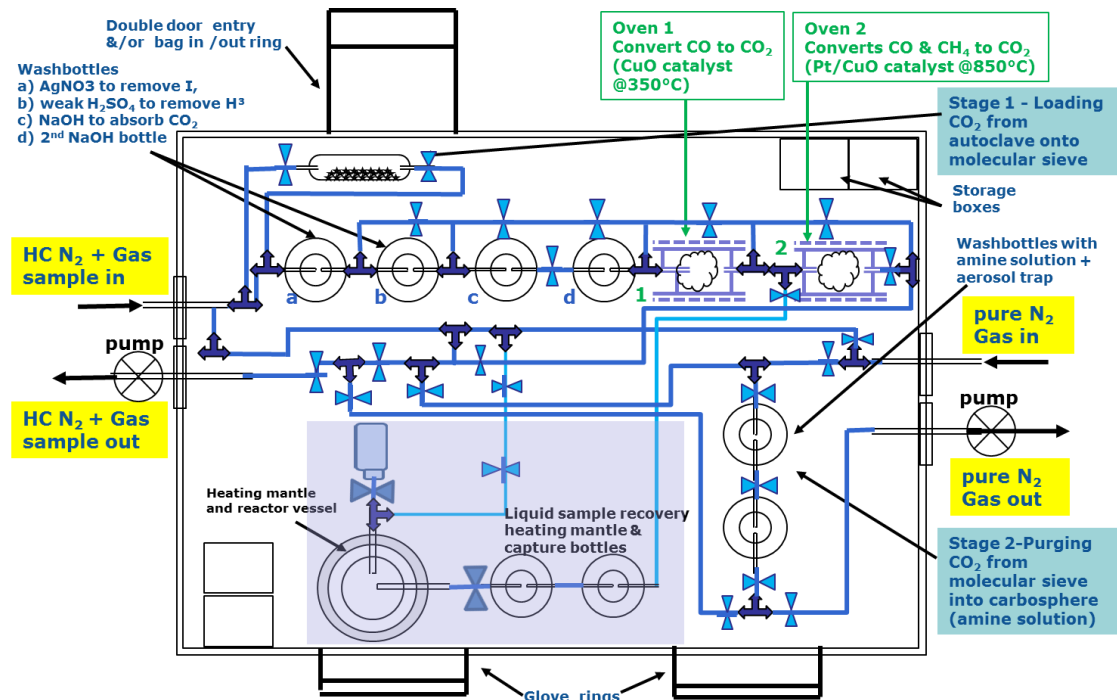 Double door entry
&/or bag in /out ring
Washbottles
a) AgNO3 to remove I,
b) weak H₂SO₄ to remove H³
c) NaOH to absorb CO₂
d) 2ⁿᵈ NaOH bottle
Oven 1
Convert CO to CO₂
(CuO catalyst
@350°C)
Oven 2
Converts CO & CH₄ to CO₂
(Pt/CuO catalyst @850°C)
Stage 1 - Loading
CO₂ from
autoclave onto
molecular sieve
Storage
boxes
Washbottles with
amine solution +
aerosol trap
HC N₂ + Gas
sample in
a
b
c
d
1
2
pump
HC N₂ + Gas
sample out
pure N₂
Gas in
pump
pure N₂
Gas out
Heating mantle
and reactor vessel
Liquid sample recovery
heating mantle &
capture bottles
Stage 2-Purging
CO₂ from
molecular sieve
into carbosphere
(amine solution)
Glove rings